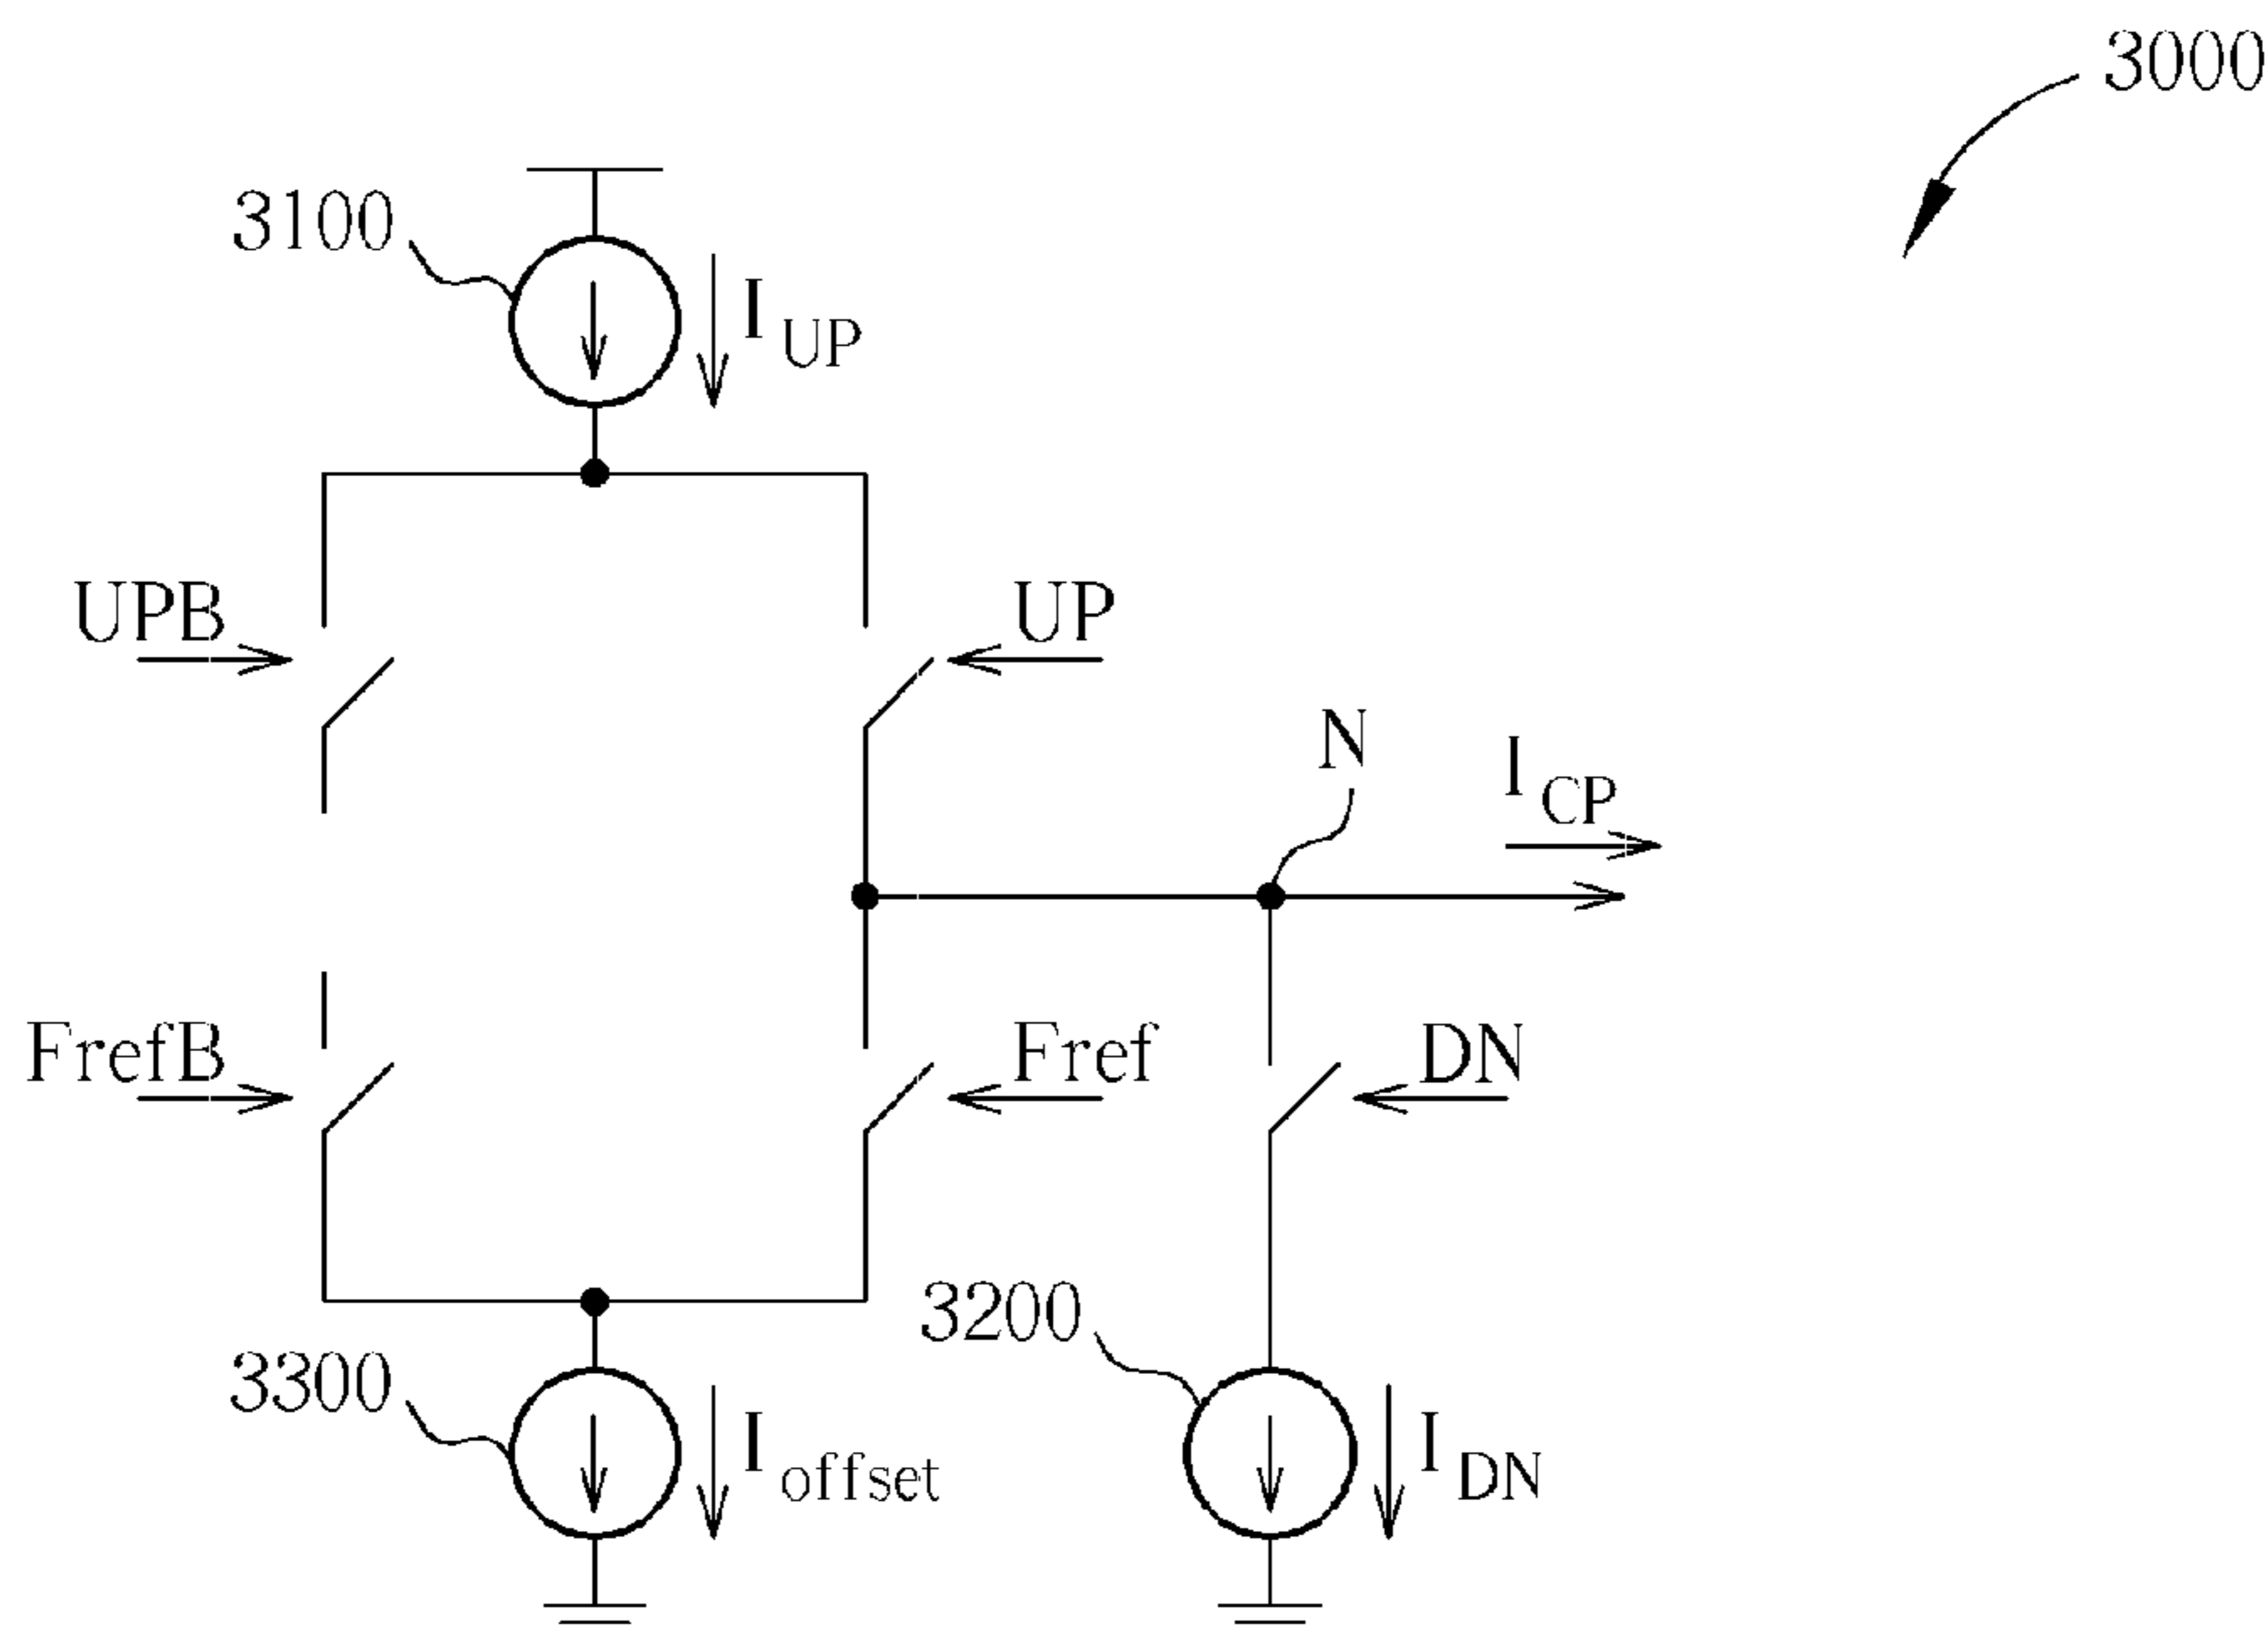 3000
3100
I UP
UPB
UP
N
I CP
FrefB
Fref
DN
3200
3300
I offset
I DN